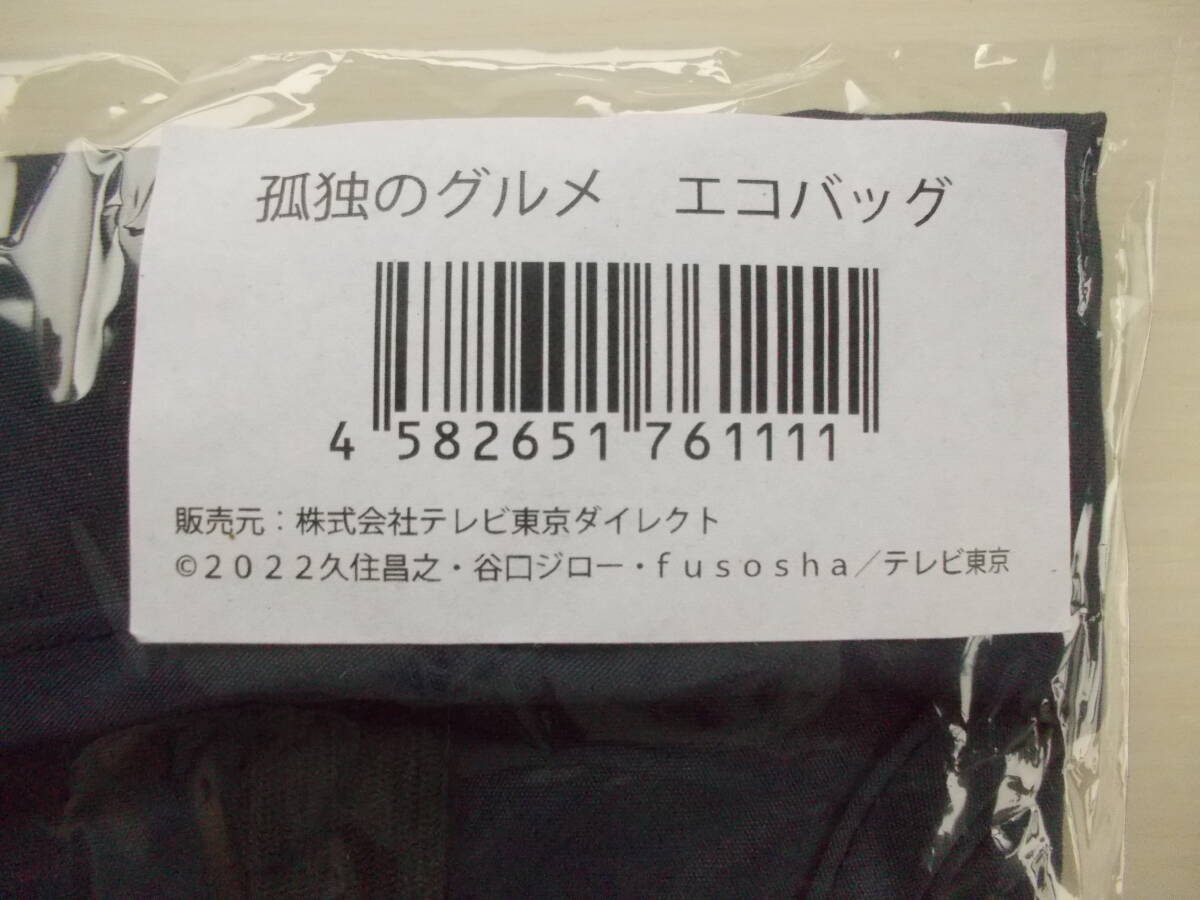 孤独のグルメ　エコバッグ
4 582651 761111
販売元：株式会社テレビ東京ダイレクト
©２０２２久住昌之・谷口ジロー・ｆｕｓｏｓｈａ／テレビ東京